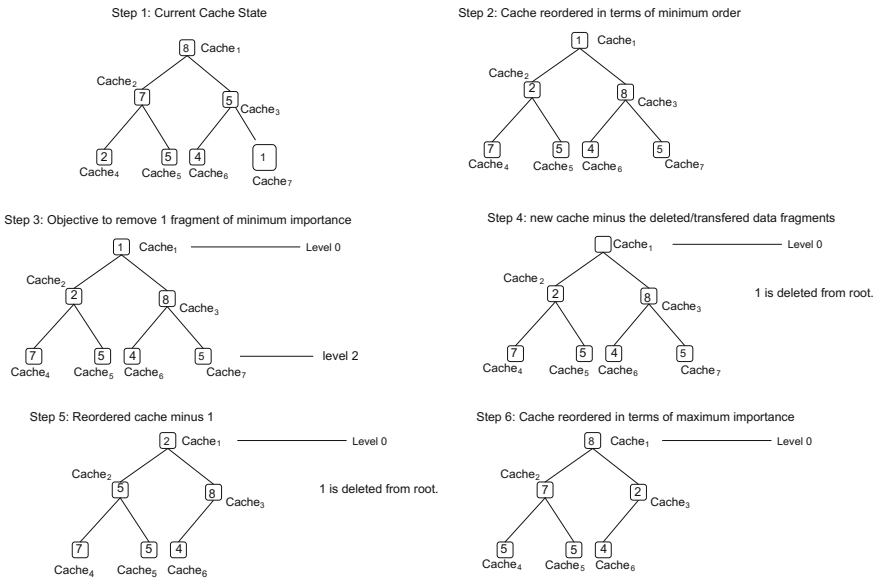 Step 1: Current Cache State
8 Cache1
Cache2
7
5
Cache3
2
5
4
1
Cache4
Cache5 Cache6
Cache7
Step 2: Cache reordered in terms of minimum order
1 Cache1
Cache2
2
8
Cache3
7
5
4
5
Cache4
Cache5 Cache6
Cache7
Step 3: Objective to remove 1 fragment of minimum importance
1 Cache1 Level 0
Cache2
2
8
Cache3
7
5
4
5
level 2
Cache4
Cache5 Cache6
Cache7
Step 4: new cache minus the deleted/transfered data fragments
Cache1 Level 0
Cache2
2
8
1 is deleted from root.
Cache3
7
5
4
5
Cache4
Cache5 Cache6
Cache7
Step 5: Reordered cache minus 1
2 Cache1 Level 0
Cache2
5
8
1 is deleted from root.
Cache3
7
5
4
Cache4 Cache5 Cache6
Step 6: Cache reordered in terms of maximum importance
8 Cache1 Level 0
Cache2
7
2
Cache3
5
5
4
Cache4
Cache5 Cache6